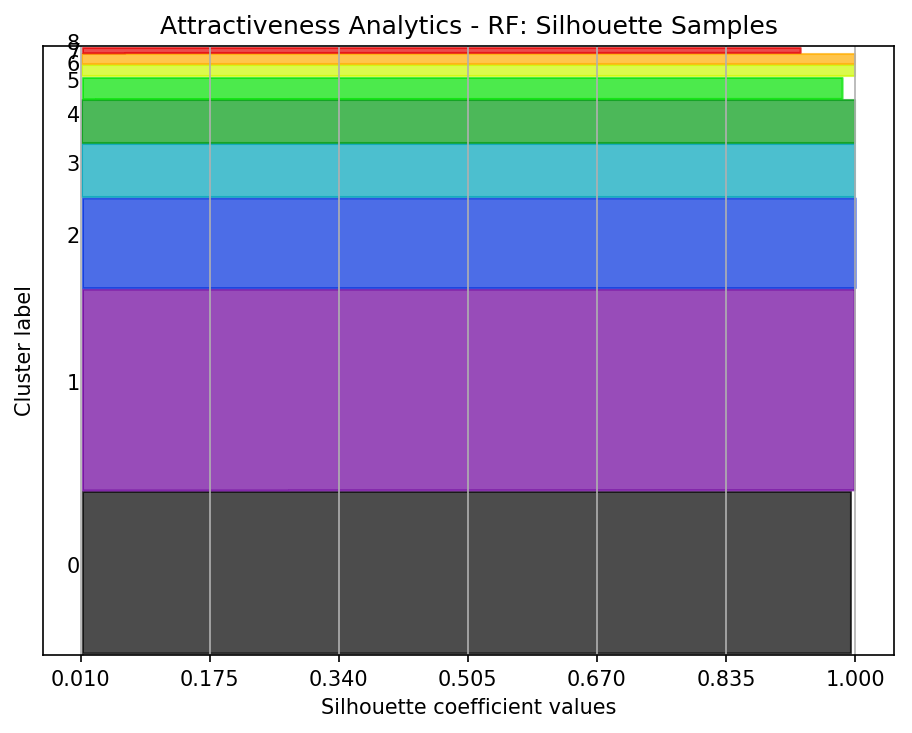 Attractiveness Analytics - RF: Silhouette Samples
8
7
6
5
4
3
2
1
0
Cluster label
0.010 0.175 0.340 0.505 0.670 0.835 1.000
Silhouette coefficient values